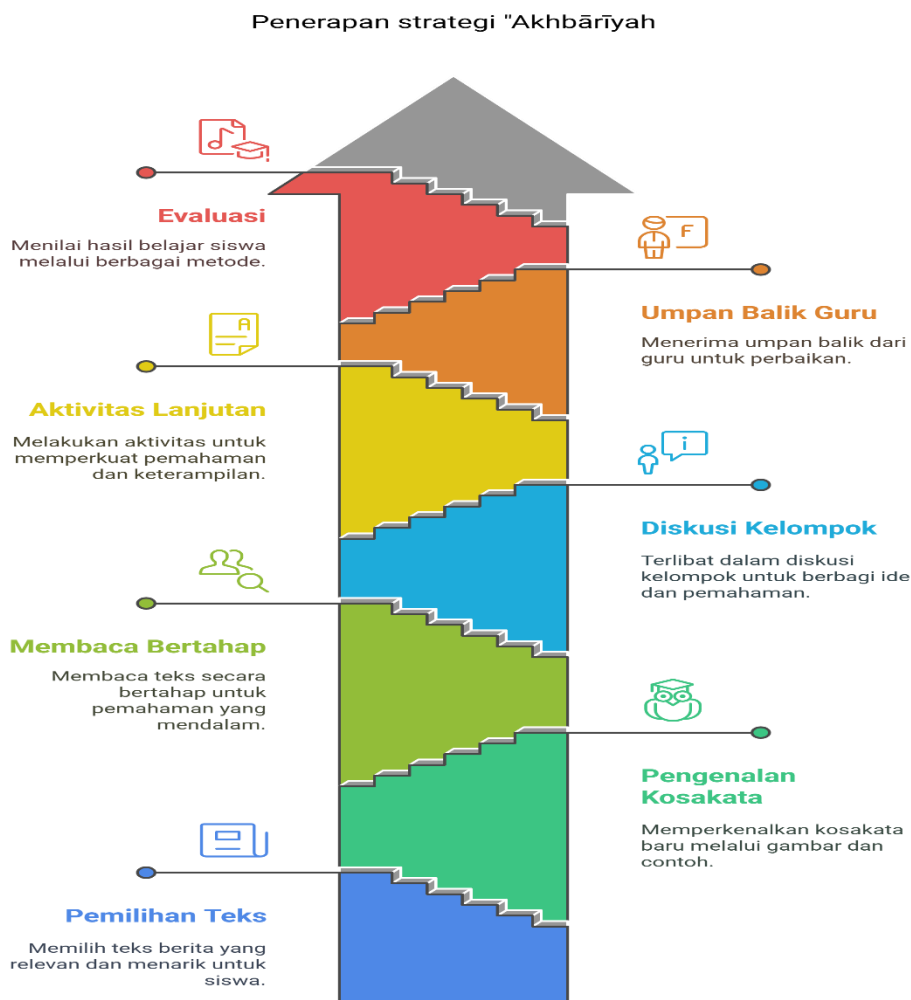 Penerapan strategi "Akhbārīyah
Evaluasi
Menilai hasil belajar siswa
melalui berbagai metode.
F
Umpan Balik Guru
Menerima umpan balik dari
guru untuk perbaikan.
A
Aktivitas Lanjutan
Melakukan aktivitas untuk
memperkuat pemahaman
dan keterampilan.
i
Diskusi Kelompok
Terlibat dalam diskusi
kelompok untuk berbagi ide
dan pemahaman.
Membaca Bertahap
Membaca teks secara
bertahap untuk
pemahaman yang
mendalam.
Pengenalan
Kosakata
Memperkenalkan kosakata
baru melalui gambar dan
contoh.
Pemilihan Teks
Memilih teks berita yang
relevan dan menarik untuk
siswa.